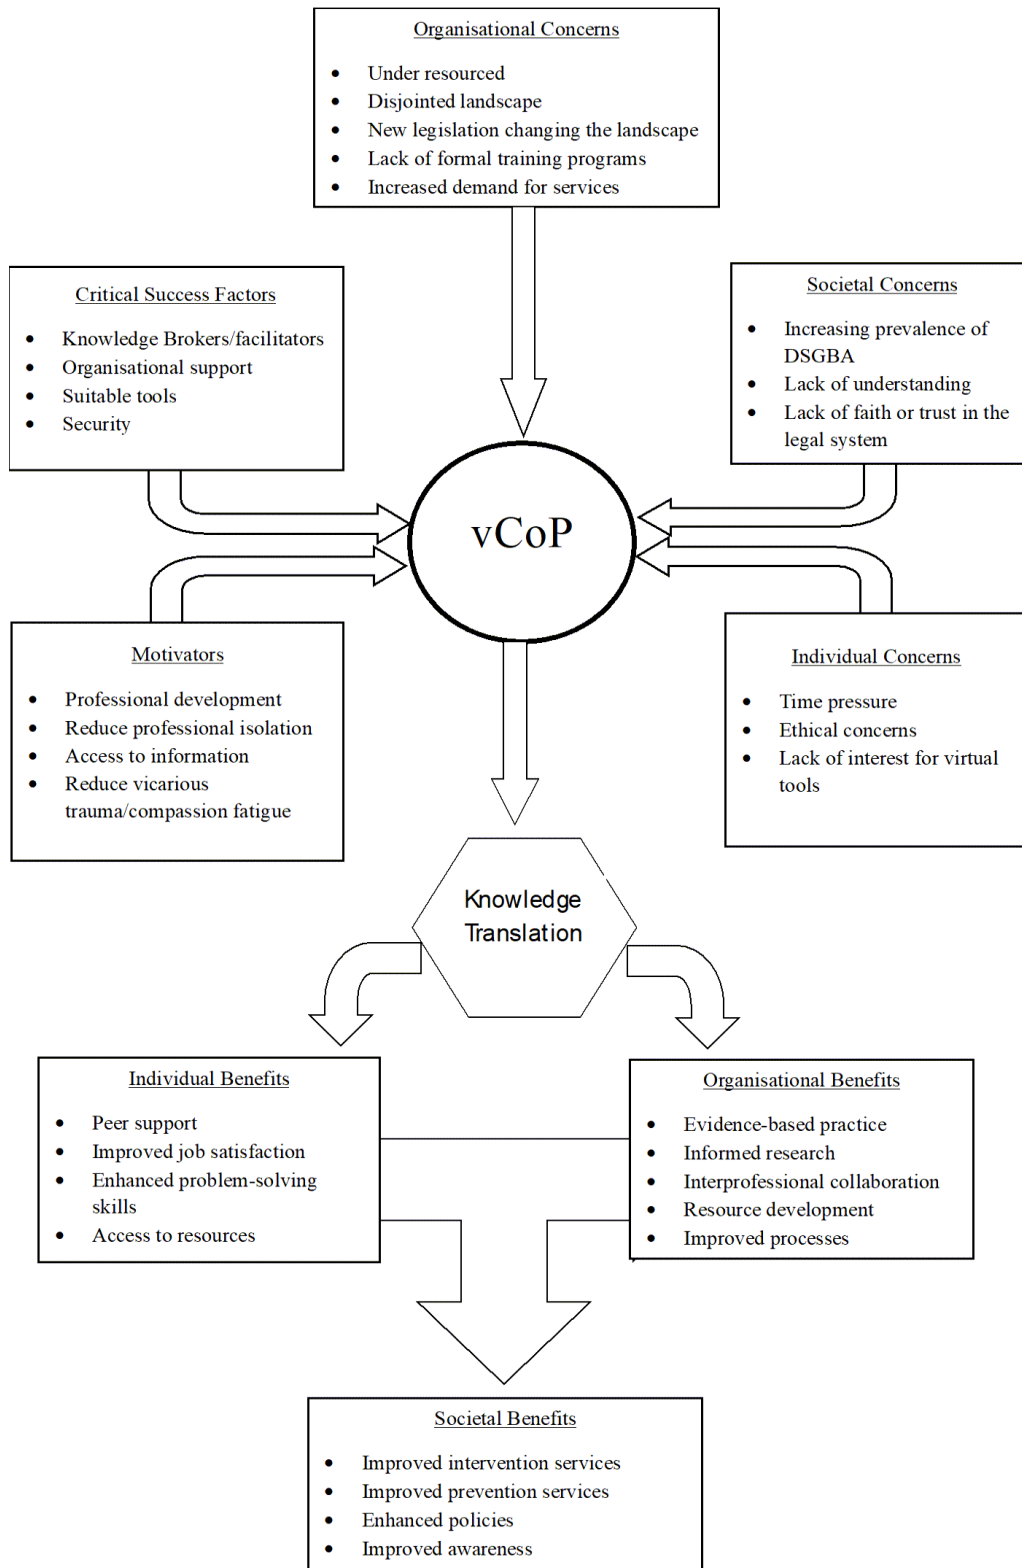 Organisational Concerns
• Under resourced
• Disjointed landscape
• New legislation changing the landscape
• Lack of formal training programs
• Increased demand for services
Critical Success Factors
• Knowledge Brokers/facilitators
• Organisational support
• Suitable tools
• Security
Societal Concerns
• Increasing prevalence of
DSGBA
• Lack of understanding
• Lack of faith or trust in the
legal system
vCoP
Motivators
• Professional development
• Reduce professional isolation
• Access to information
• Reduce vicarious
trauma/compassion fatigue
Individual Concerns
• Time pressure
• Ethical concerns
• Lack of interest for virtual
tools
Knowledge
Translation
Individual Benefits
• Peer support
• Improved job satisfaction
• Enhanced problem-solving
skills
• Access to resources
Organisational Benefits
• Evidence-based practice
• Informed research
• Interprofessional collaboration
• Resource development
• Improved processes
Societal Benefits
• Improved intervention services
• Improved prevention services
• Enhanced policies
• Improved awareness